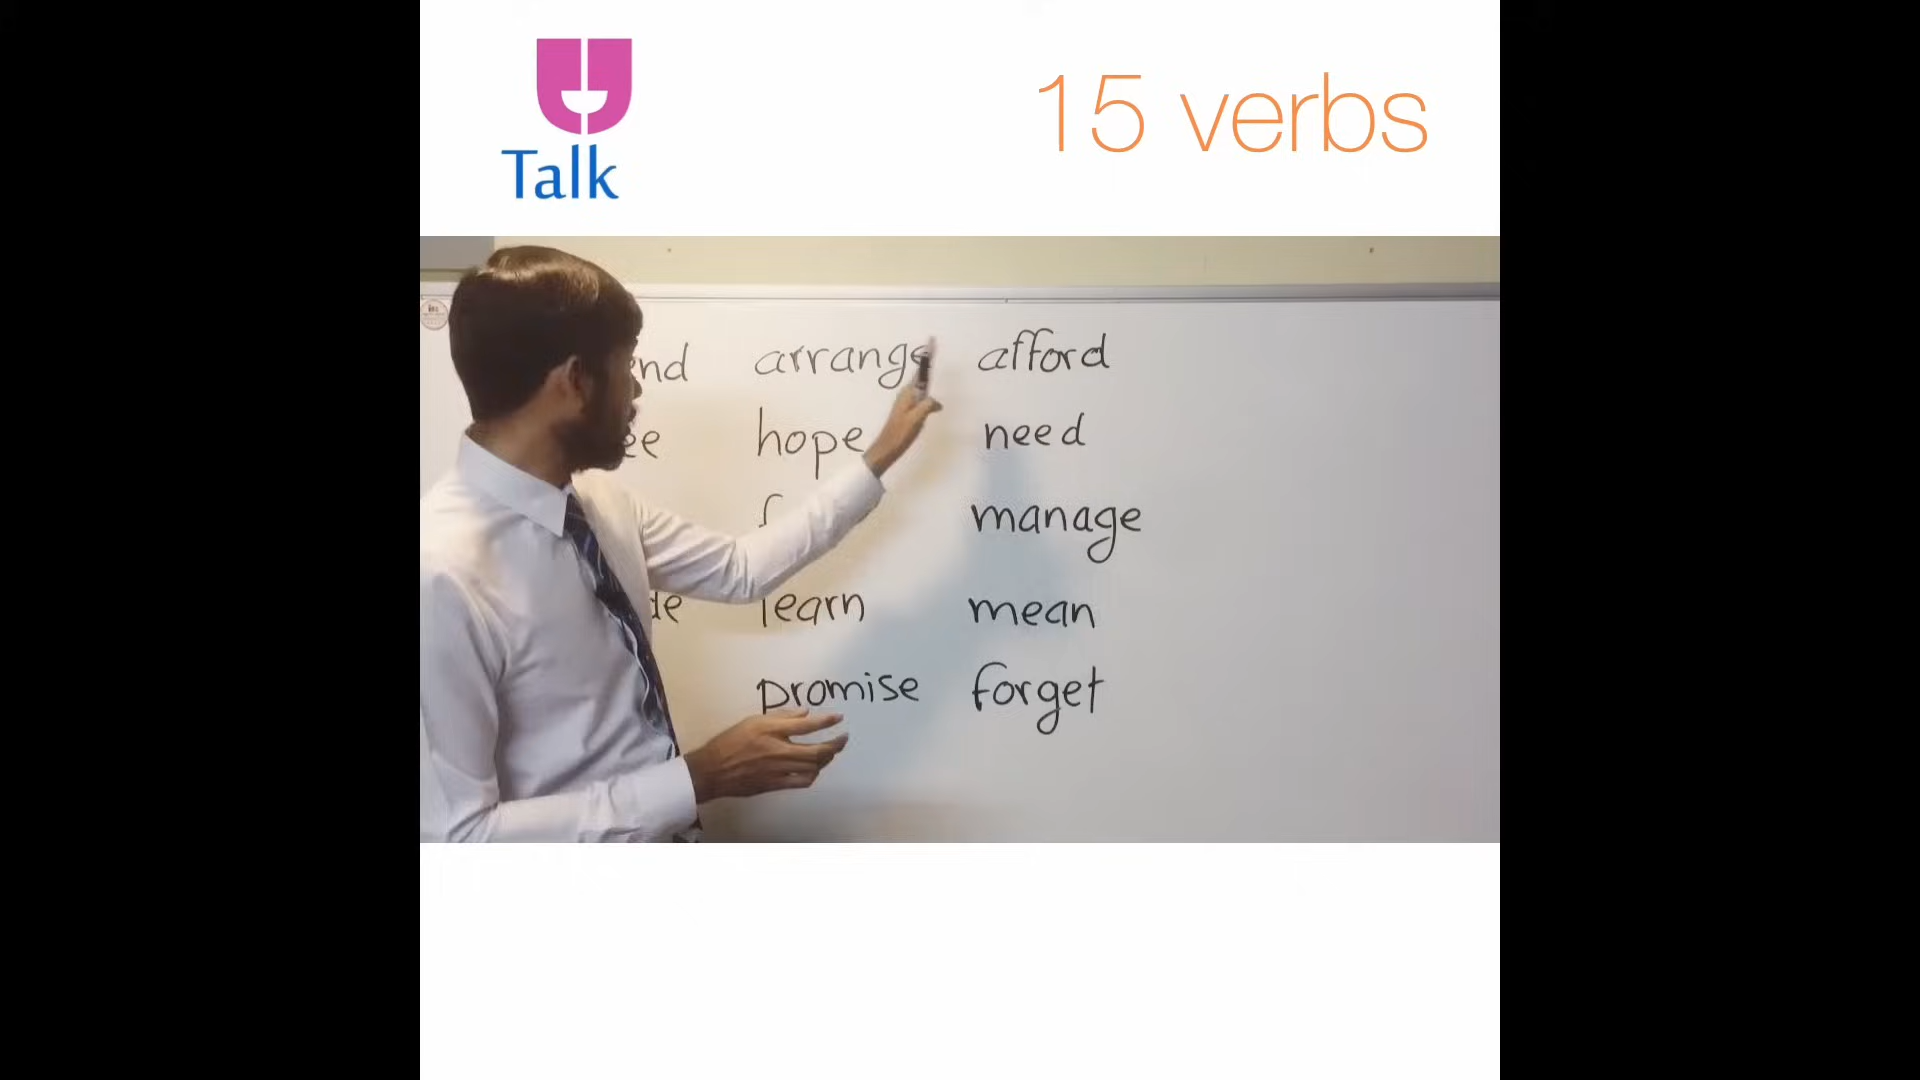 Talk
15 verbs
arrange afford
hope need
manage
learn mean
promise forget